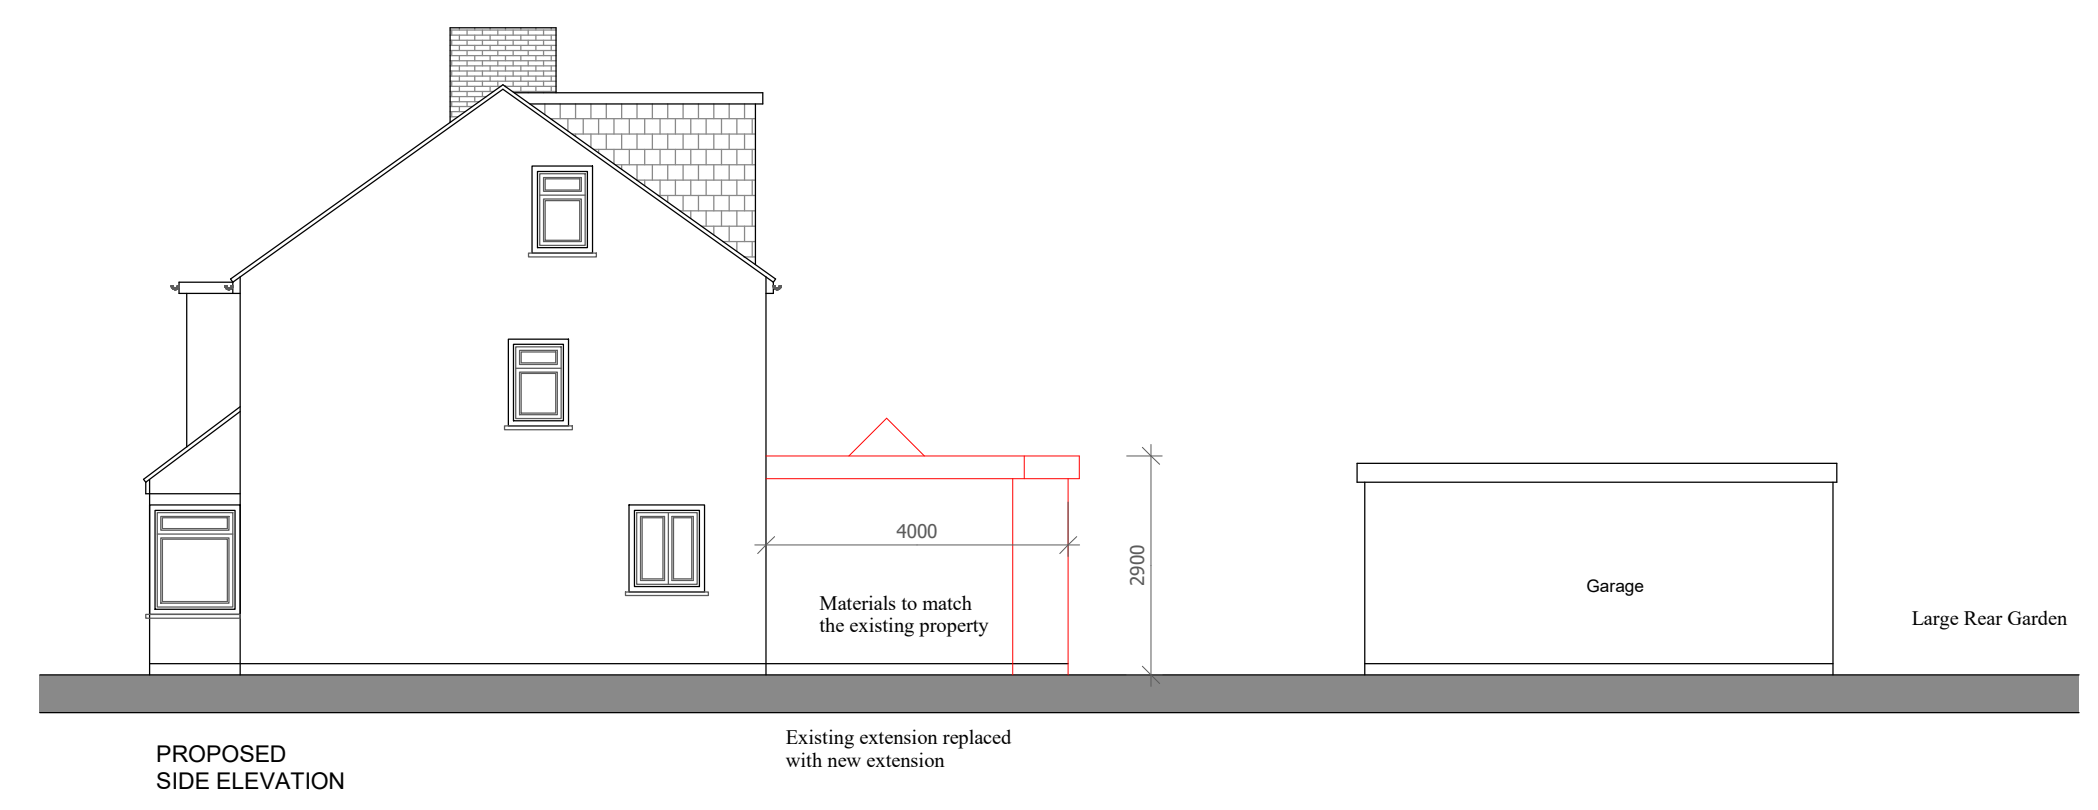 4000
2900
Materials to match
the existing property
Garage
Large Rear Garden
Existing extension replaced
with new extension
PROPOSED
SIDE ELEVATION